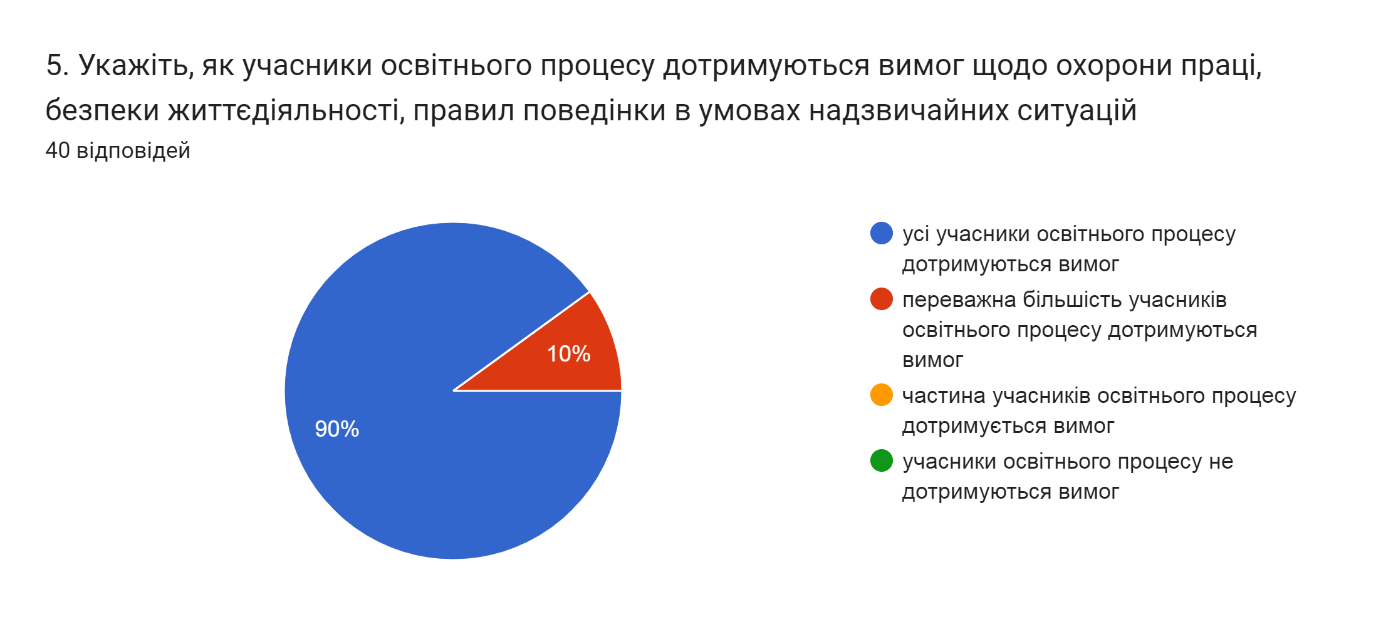 5. Укажіть, як учасники освітнього процесу дотримуються вимог щодо охорони праці,
безпеки життєдіяльності, правил поведінки в умовах надзвичайних ситуацій
40 відповідей
усі учасники освітнього процесу
дотримуються вимог
переважна більшість учасників
освітнього процесу дотримуються
вимог
частина учасників освітнього процесу
дотримується вимог
учасники освітнього процесу не
дотримуються вимог
10%
90%